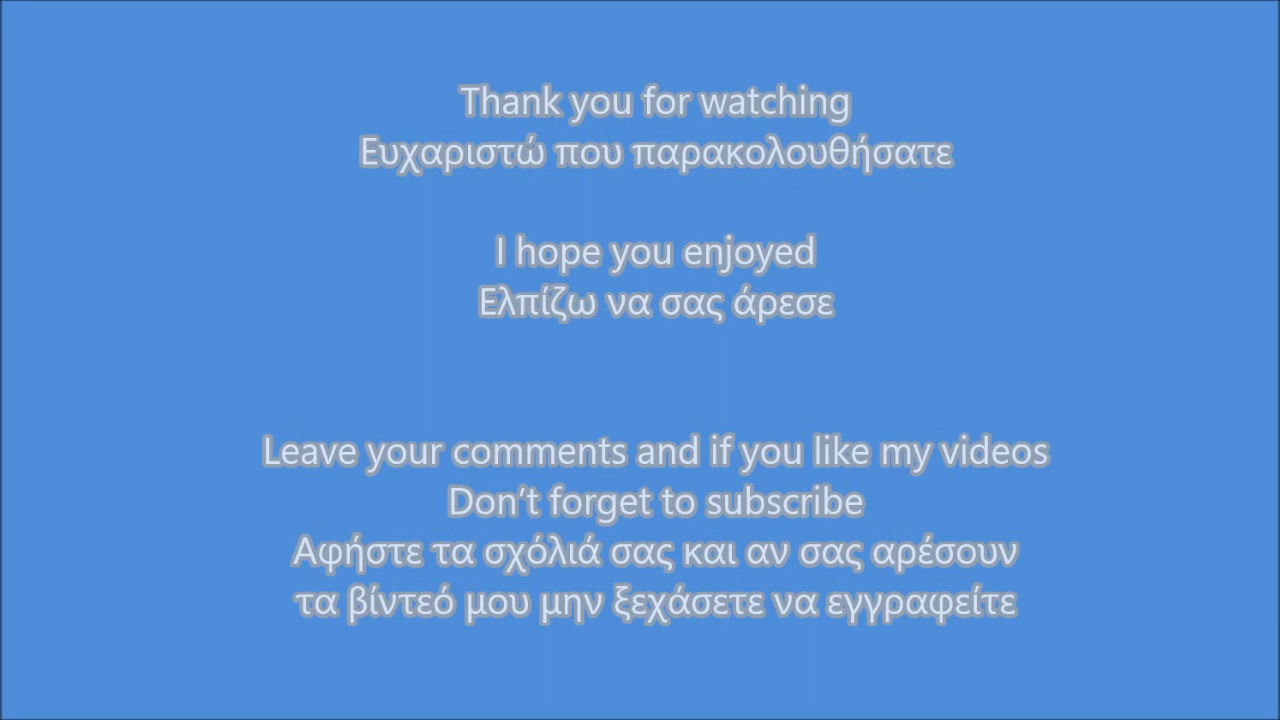 Thank you for watching
Ευχαριστώ που παρακολουθήσατε
I hope you enjoyed
Ελπίζω να σας άρεσε
Leave your comments and if you like my videos
Don’t forget to subscribe
Αφήστε τα σχόλιά σας και αν σας αρέσουν
τα βίντεό μου μην ξεχάσετε να εγγραφείτε